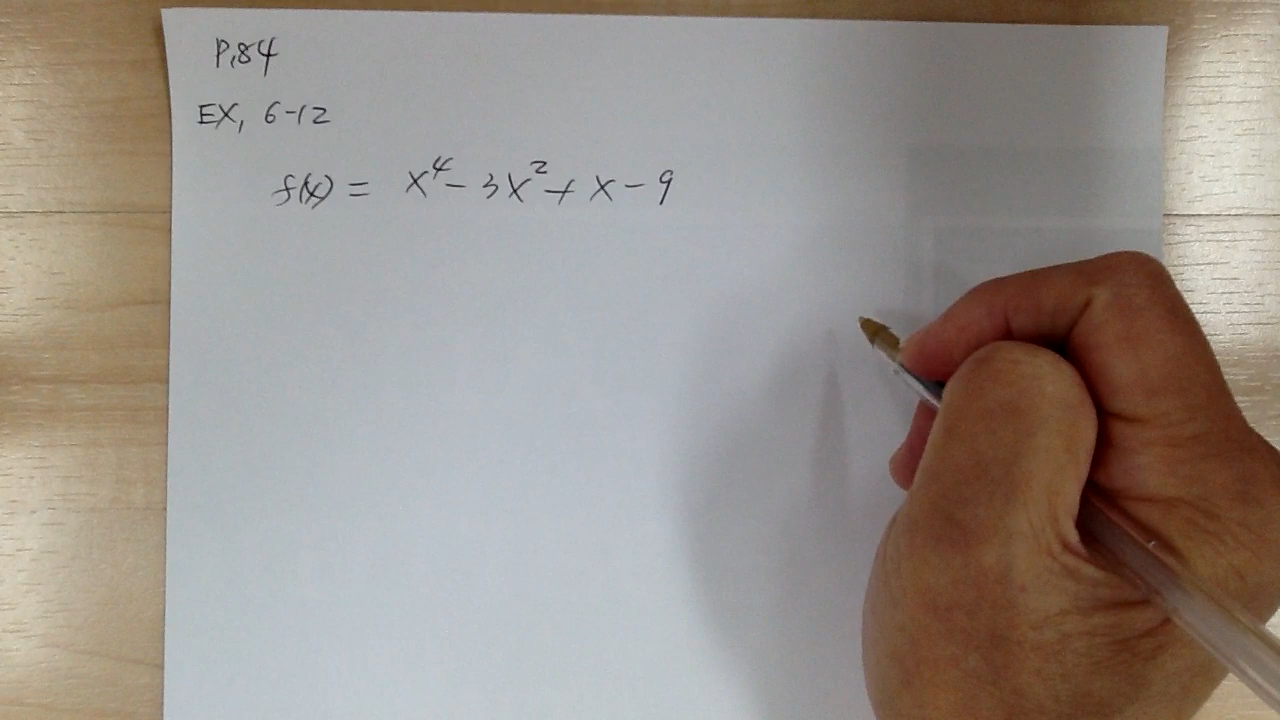 P.84
EX, 6-12
f(x) = x⁴ - 3x² + x - 9